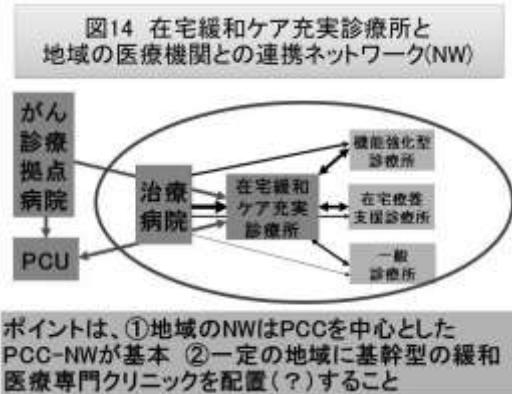 図14 在宅緩和ケア充実診療所と
地域の医療機関との連携ネットワーク(NW)
がん
診療
拠点
病院
PCU
治療
病院
在宅緩和
ケア充実
診療所
機能強化型
診療所
在宅療養
支援診療所
一般
診療所
ポイントは、①地域のNWはPCCを中心とした
PCC-NWが基本 ②一定の地域に基幹型の緩和
医療専門クリニックを配置(?)すること